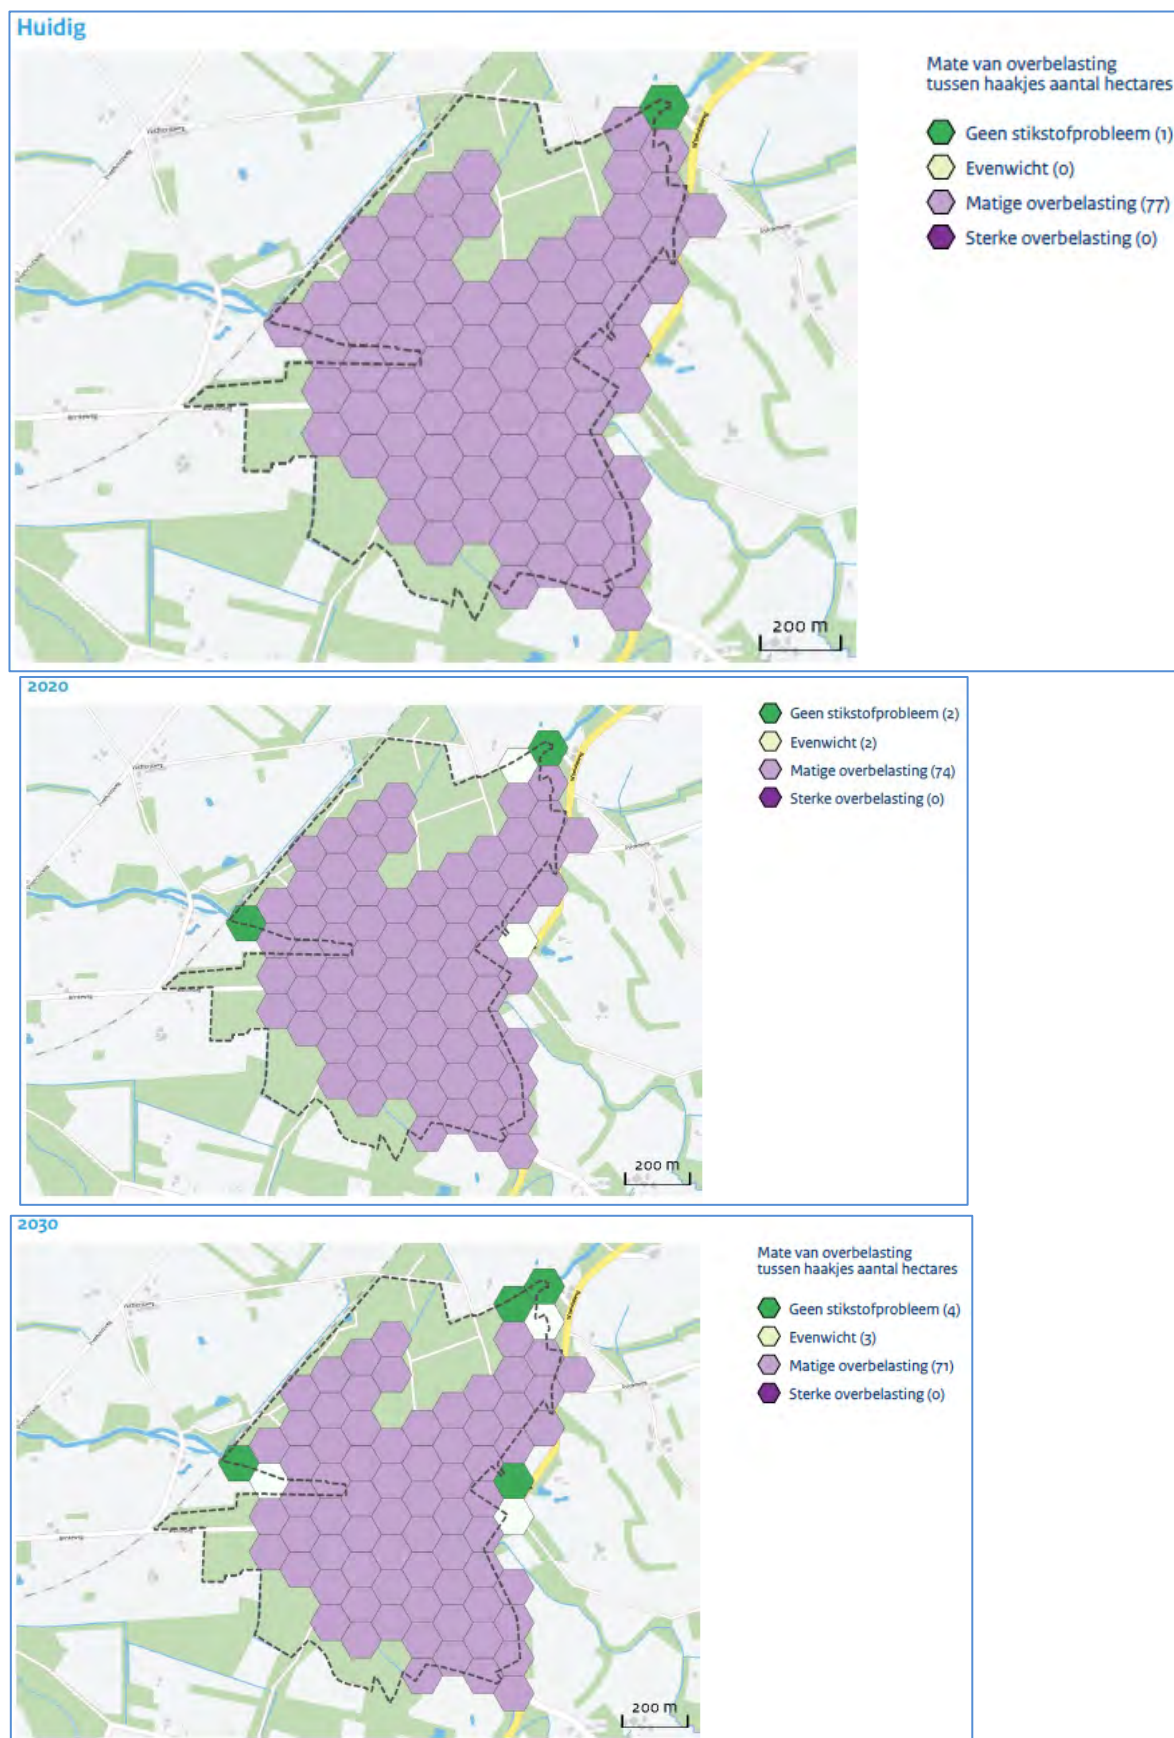 Huidig
Mate van overbelasting
tussen haakjes aantal hectares
Geen stikstofprobleem (1)
Evenwicht (0)
Matige overbelasting (77)
Sterke overbelasting (0)
200 m
2020
Geen stikstofprobleem (2)
Evenwicht (2)
Matige overbelasting (74)
Sterke overbelasting (0)
200 m
2030
Mate van overbelasting
tussen haakjes aantal hectares
Geen stikstofprobleem (4)
Evenwicht (3)
Matige overbelasting (71)
Sterke overbelasting (0)
200 m